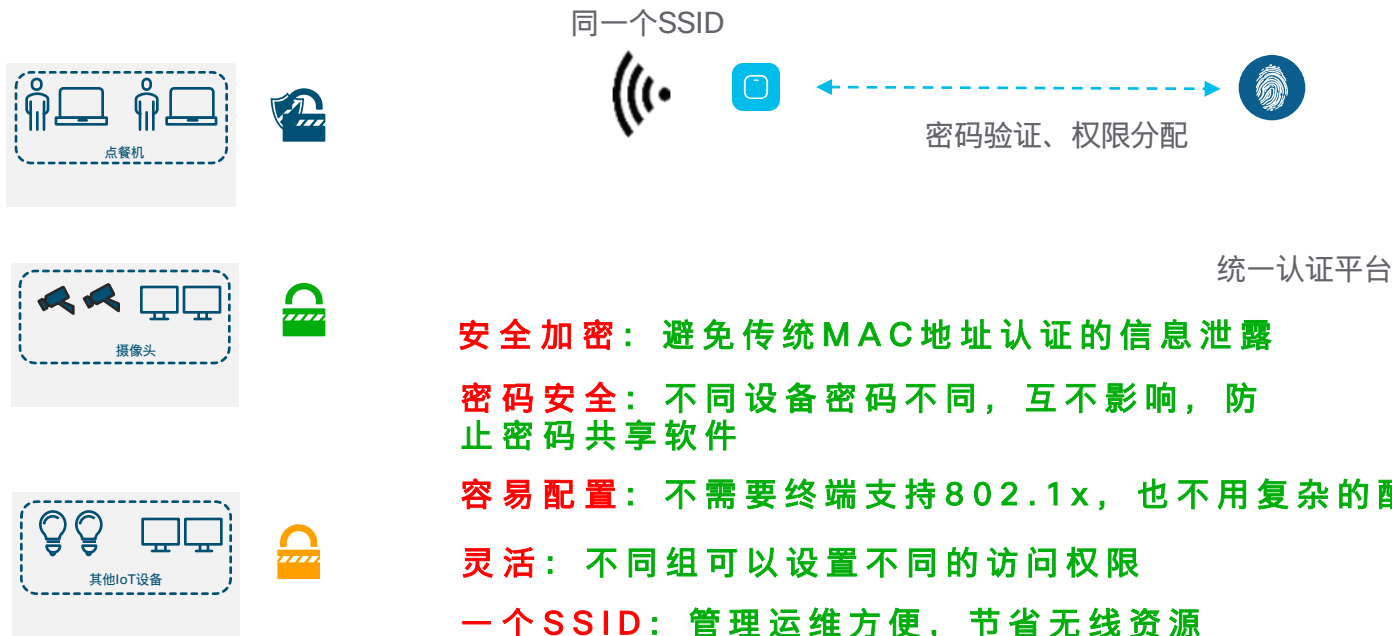 同一个SSID
点餐机
密码验证、权限分配
统一认证平台
摄像头
安全加密：避免传统MAC地址认证的信息泄露
密码安全：不同设备密码不同，互不影响，防
止密码共享软件
容易配置：不需要终端支持802.1x，也不用复杂的
灵活：不同组可以设置不同的访问权限
其他IoT设备
一个SSID：管理运维方便，节省无线资源